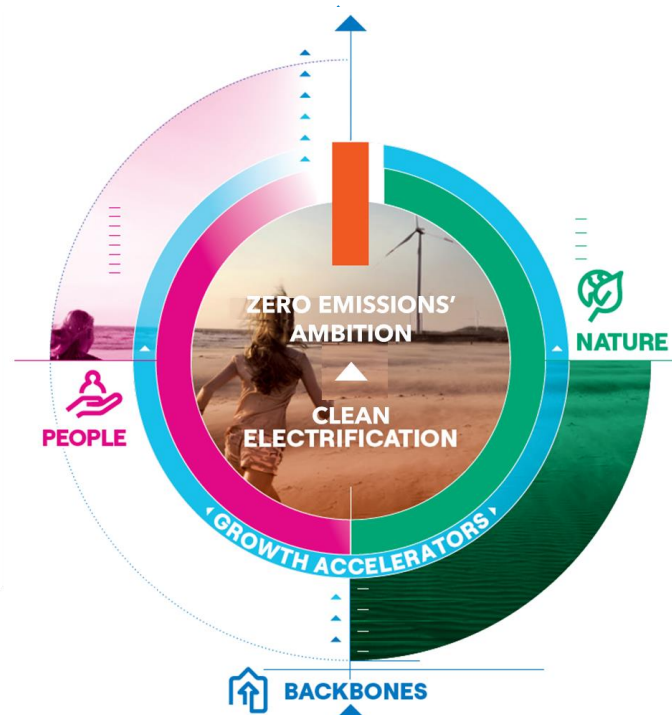 ZERO EMISSIONS’
AMBITION
CLEAN
ELECTRIFICATION
NATURE
PEOPLE
GROWTH ACCELERATORS
BACKBONES